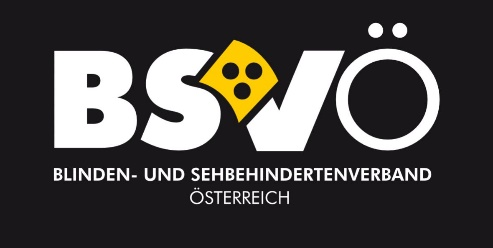 BSVÖ
BLINDEN- UND SEHBEHINDERTENVERBAND
ÖSTERREICH